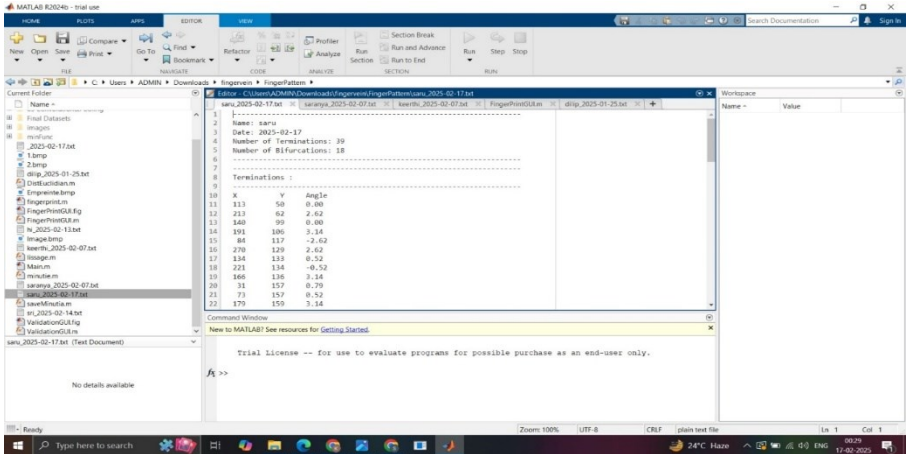 MATLAB R2024b - trial use
HOME PLOTS APPS EDITOR VIEW
Search Documentation Sign In
New Open Save Compare Print Go To Find Bookmark Refactor Profiler Analyze Run Section Section Break Run and Advance Run to End Run Step Stop
FILE NAVIGATE CODE ANALYZE SECTION RUN
C: Users ADMIN Downloads fingervein FingerPattern
Current Folder
Name
Final Datasets
images
minFunc
_2025-02-17.txt
1.bmp
2.bmp
dilip_2025-01-25.txt
DistEuclidian.m
Empreinte.bmp
fingerprint.m
FingerPrintGUI.fig
FingerPrintGUI.m
hi_2025-02-13.txt
Image.bmp
keerthi_2025-02-07.txt
lissage.m
Main.m
minutie.m
saranya_2025-02-07.txt
saru_2025-02-17.txt
saveMinutia.m
sri_2025-02-14.txt
ValidationGUI.fig
ValidationGUI.m
saru_2025-02-17.txt (Text Document)
No details available
Editor - C:\Users\ADMIN\Downloads\fingervein\FingerPattern\saru_2025-02-17.txt
saru_2025-02-17.txt saranya_2025-02-07.txt keerthi_2025-02-07.txt FingerPrintGUI.m dilip_2025-01-25.txt +
1 ----------------------------------------------------------------
2 Name: saru
3 Date: 2025-02-17
4 Number of Terminations: 39
5 Number of Bifurcations: 18
6 ----------------------------------------------------------------
7 ----------------------------------------------------------------
8 Terminations :
9 ----------------------------------------------------------------
10 X Y Angle
11 113 50 0.00
12 213 62 2.62
13 140 99 0.00
14 191 106 3.14
15 84 117 -2.62
16 270 129 2.62
17 134 133 0.52
18 221 134 -0.52
19 166 136 3.14
20 31 157 0.79
21 73 157 0.52
22 179 159 3.14
Command Window
New to MATLAB? See resources for Getting Started.
Trial License -- for use to evaluate programs for possible purchase as an end-user only.
fx >>
Workspace
Name Value
Ready
Zoom: 100% UTF-8 CRLF plain text file Ln 1 Col 1
Type here to search
24°C Haze ENG 00:29
17-02-2025